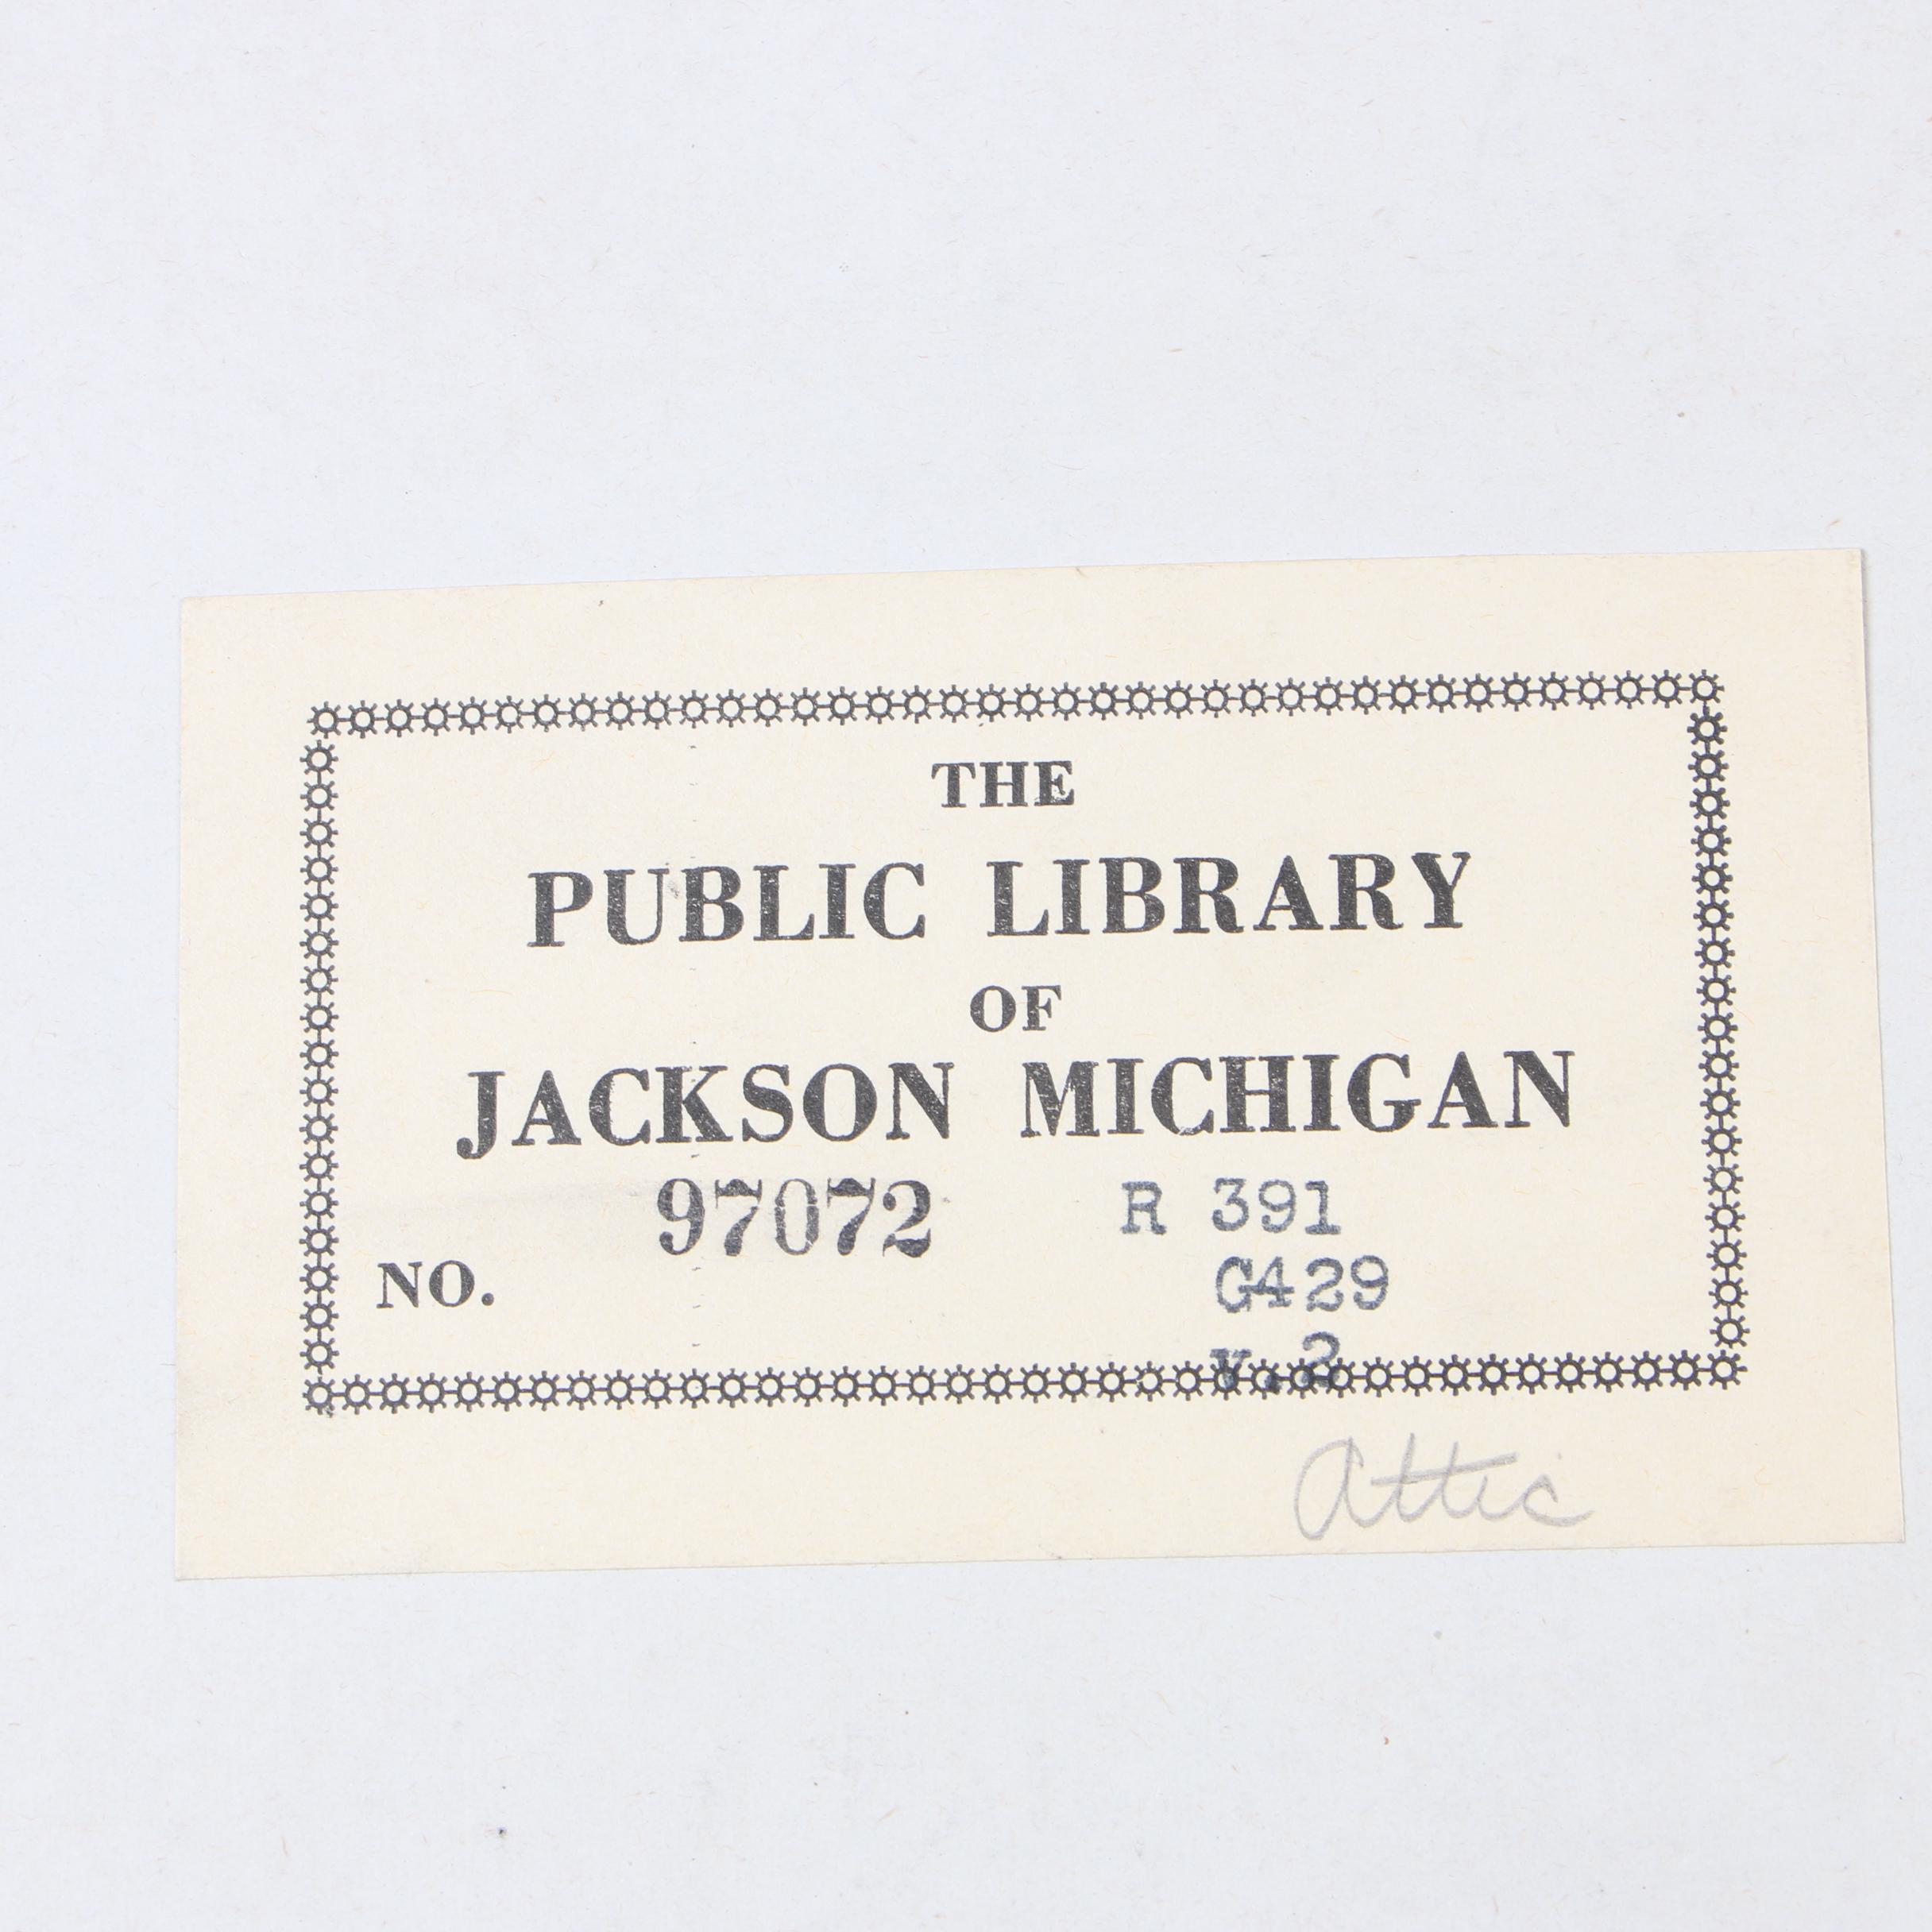 THE
PUBLIC LIBRARY
OF
JACKSON MICHIGAN
97072 R 391
NO. G429
v.2
Attic